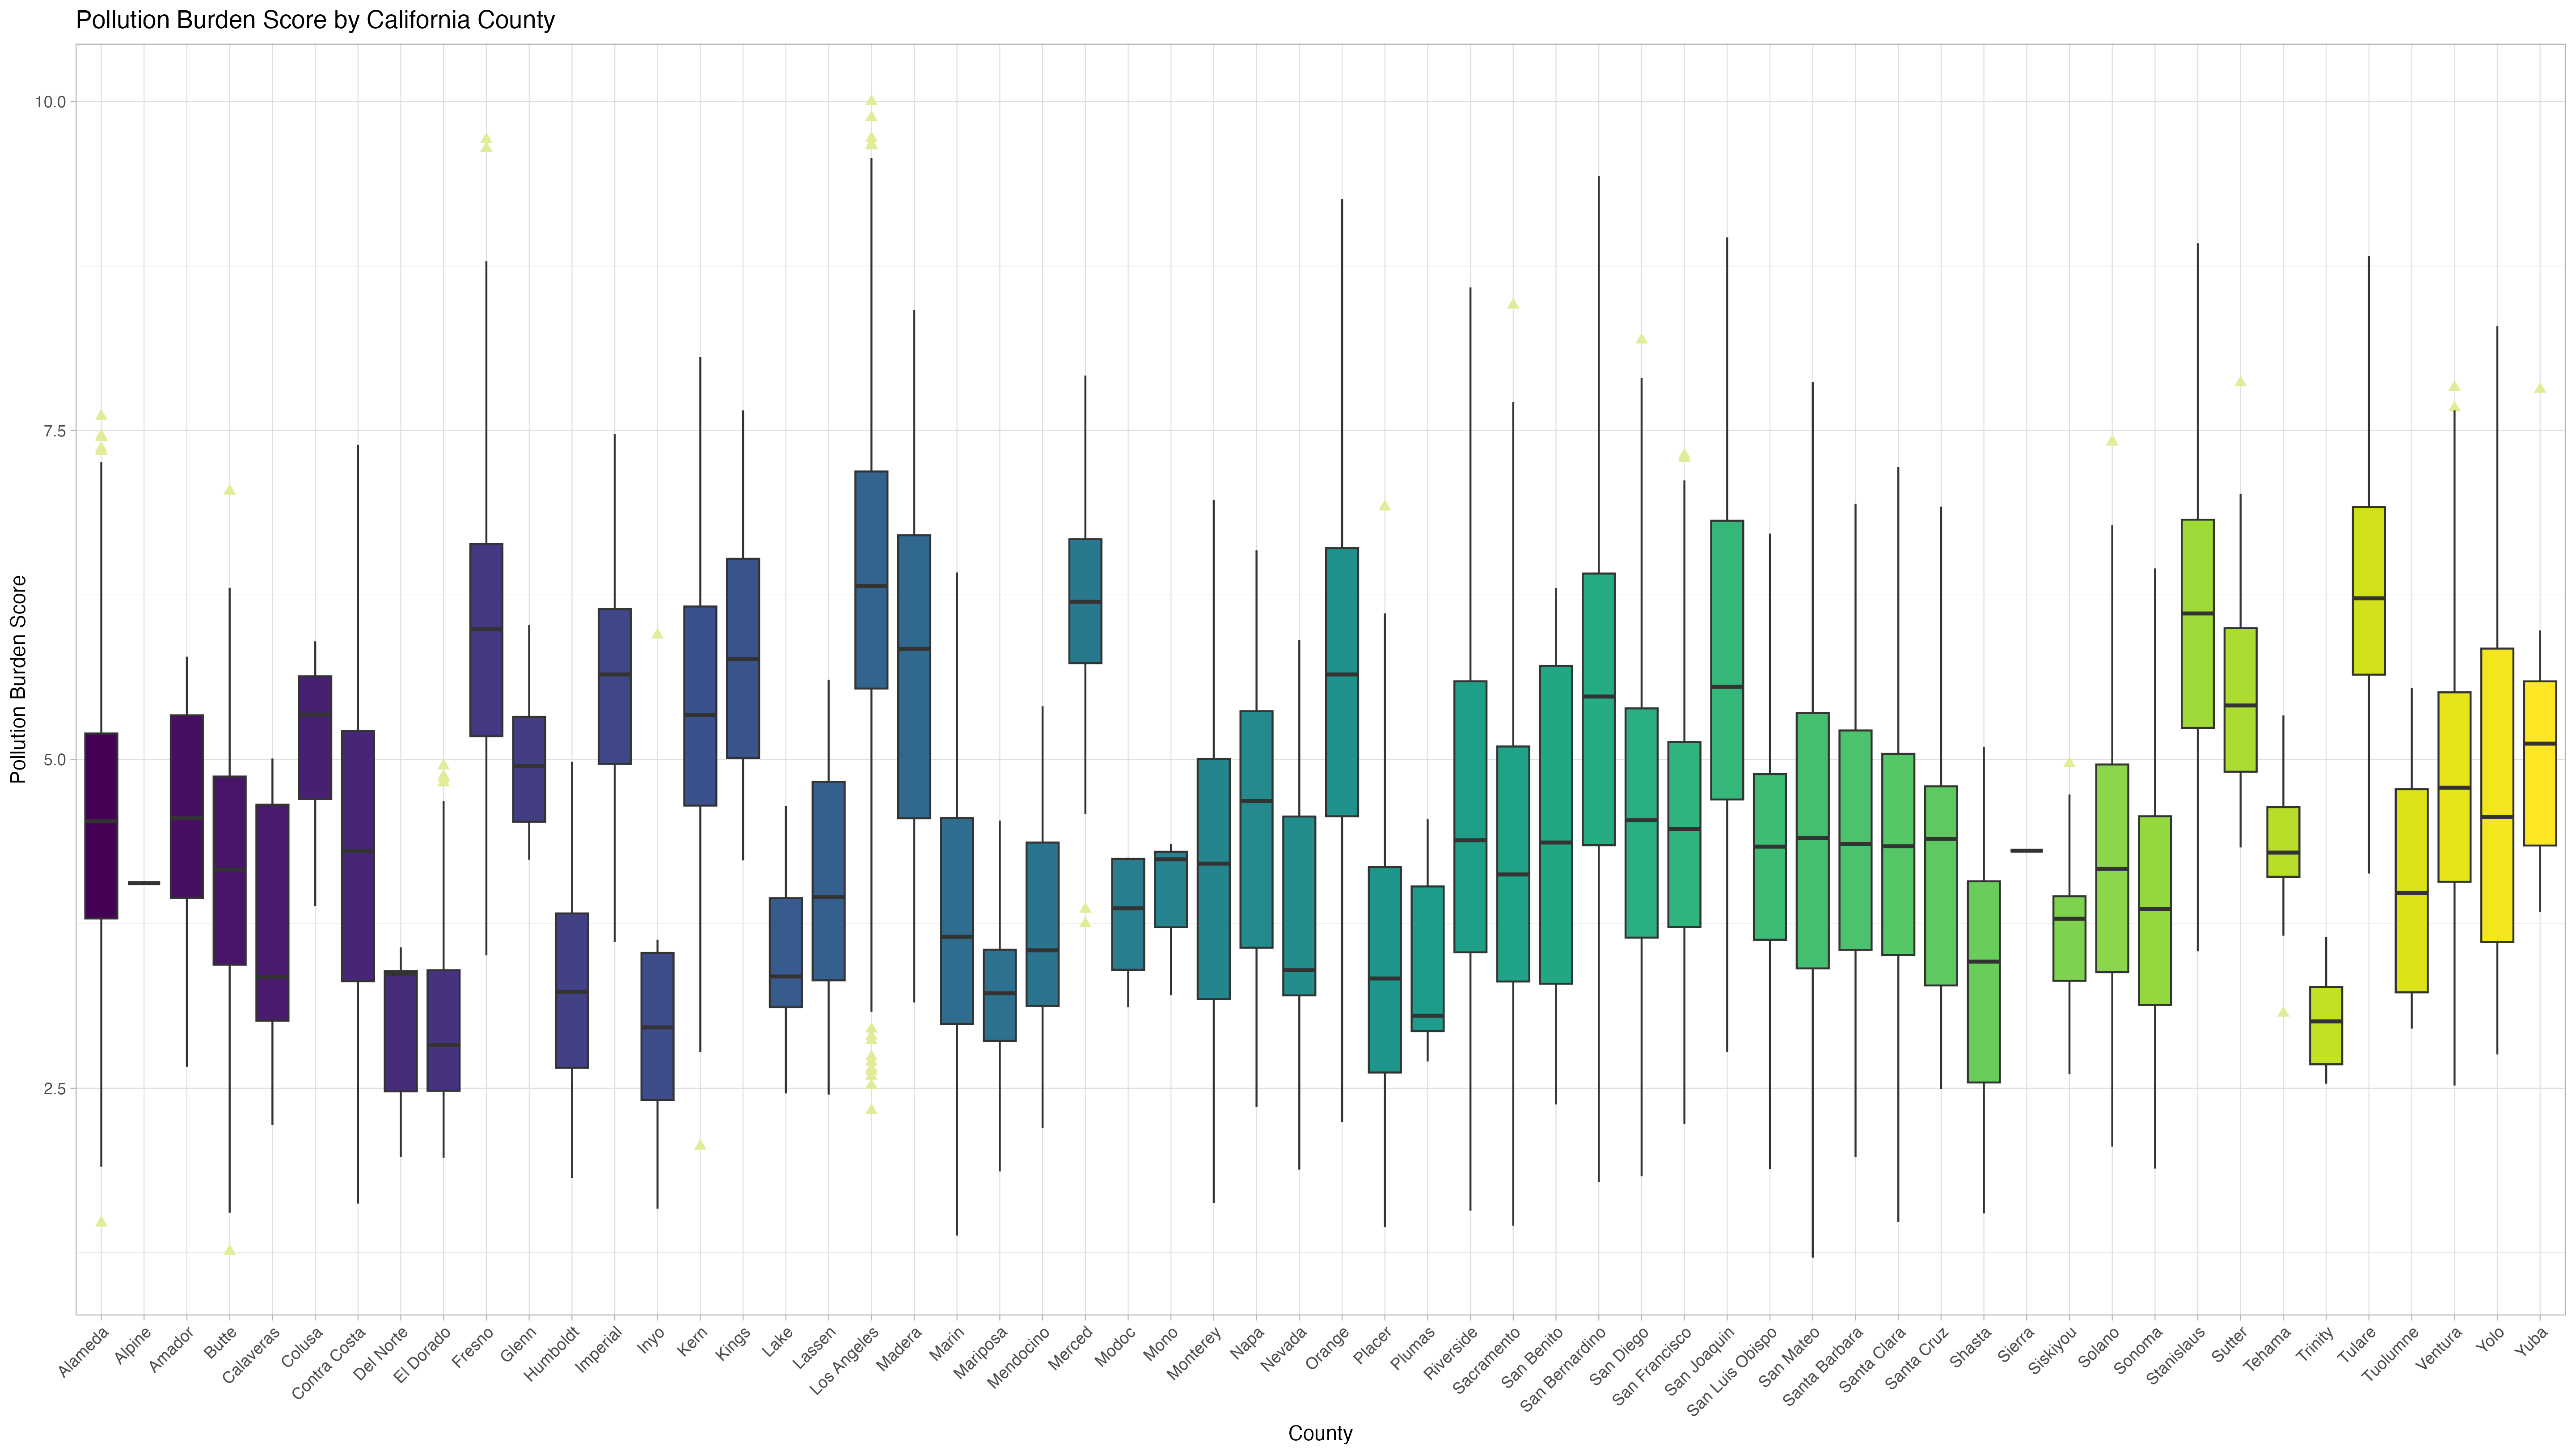 Pollution Burden Score by California County
Pollution Burden Score
10.0
7.5
5.0
2.5
Alameda
Alpine
Amador
Butte
Calaveras
Colusa
Contra Costa
Del Norte
El Dorado
Fresno
Glenn
Humboldt
Imperial
Inyo
Kern
Kings
Lake
Lassen
Los Angeles
Madera
Marin
Mariposa
Mendocino
Merced
Modoc
Mono
Monterey
Napa
Nevada
Orange
Placer
Plumas
Riverside
Sacramento
San Benito
San Bernardino
San Diego
San Francisco
San Joaquin
San Luis Obispo
San Mateo
Santa Barbara
Santa Clara
Santa Cruz
Shasta
Sierra
Siskiyou
Solano
Sonoma
Stanislaus
Sutter
Tehama
Trinity
Tulare
Tuolumne
Ventura
Yolo
Yuba
County